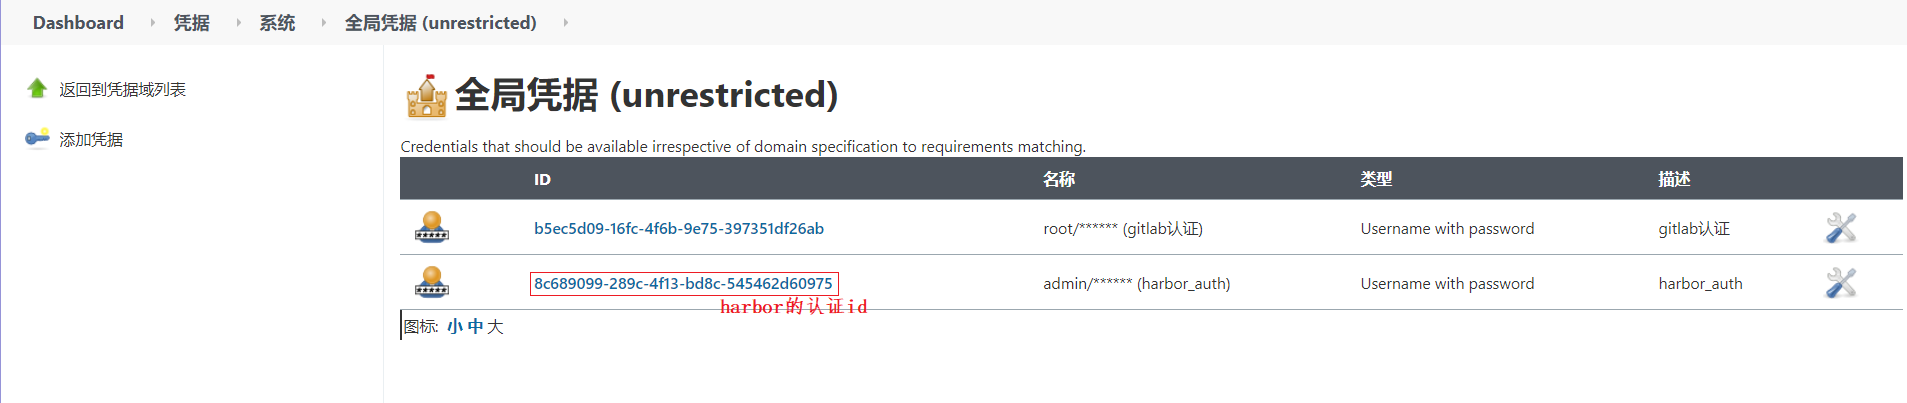 Dashboard 凭据 系统 全局凭据 (unrestricted)
返回到凭据域列表
添加凭据
全局凭据 (unrestricted)
Credentials that should be available irrespective of domain specification to requirements matching.
ID 名称 类型 描述
b5ec5d09-16fc-4f6b-9e75-397351df26ab root/****** (gitlab认证) Username with password gitlab认证
8c689099-289c-4f13-bd8c-545462d60975 admin/****** (harbor_auth) Username with password harbor_auth
harbor的认证id
图标: 小 中 大